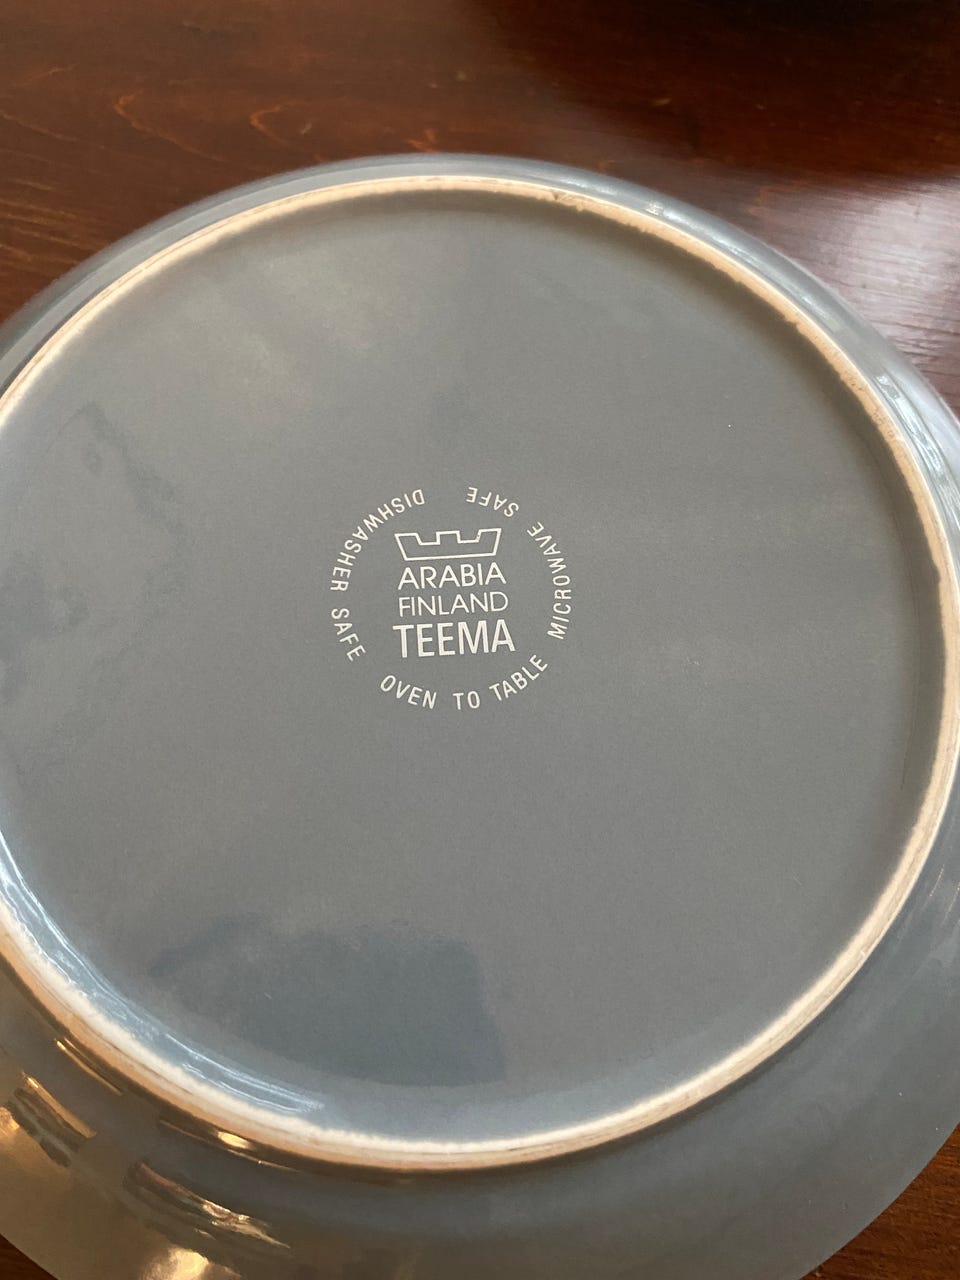 ARABIA
FINLAND
TEEMA
DISHWASHER SAFE OVEN TO TABLE MICROWAVE SAFE